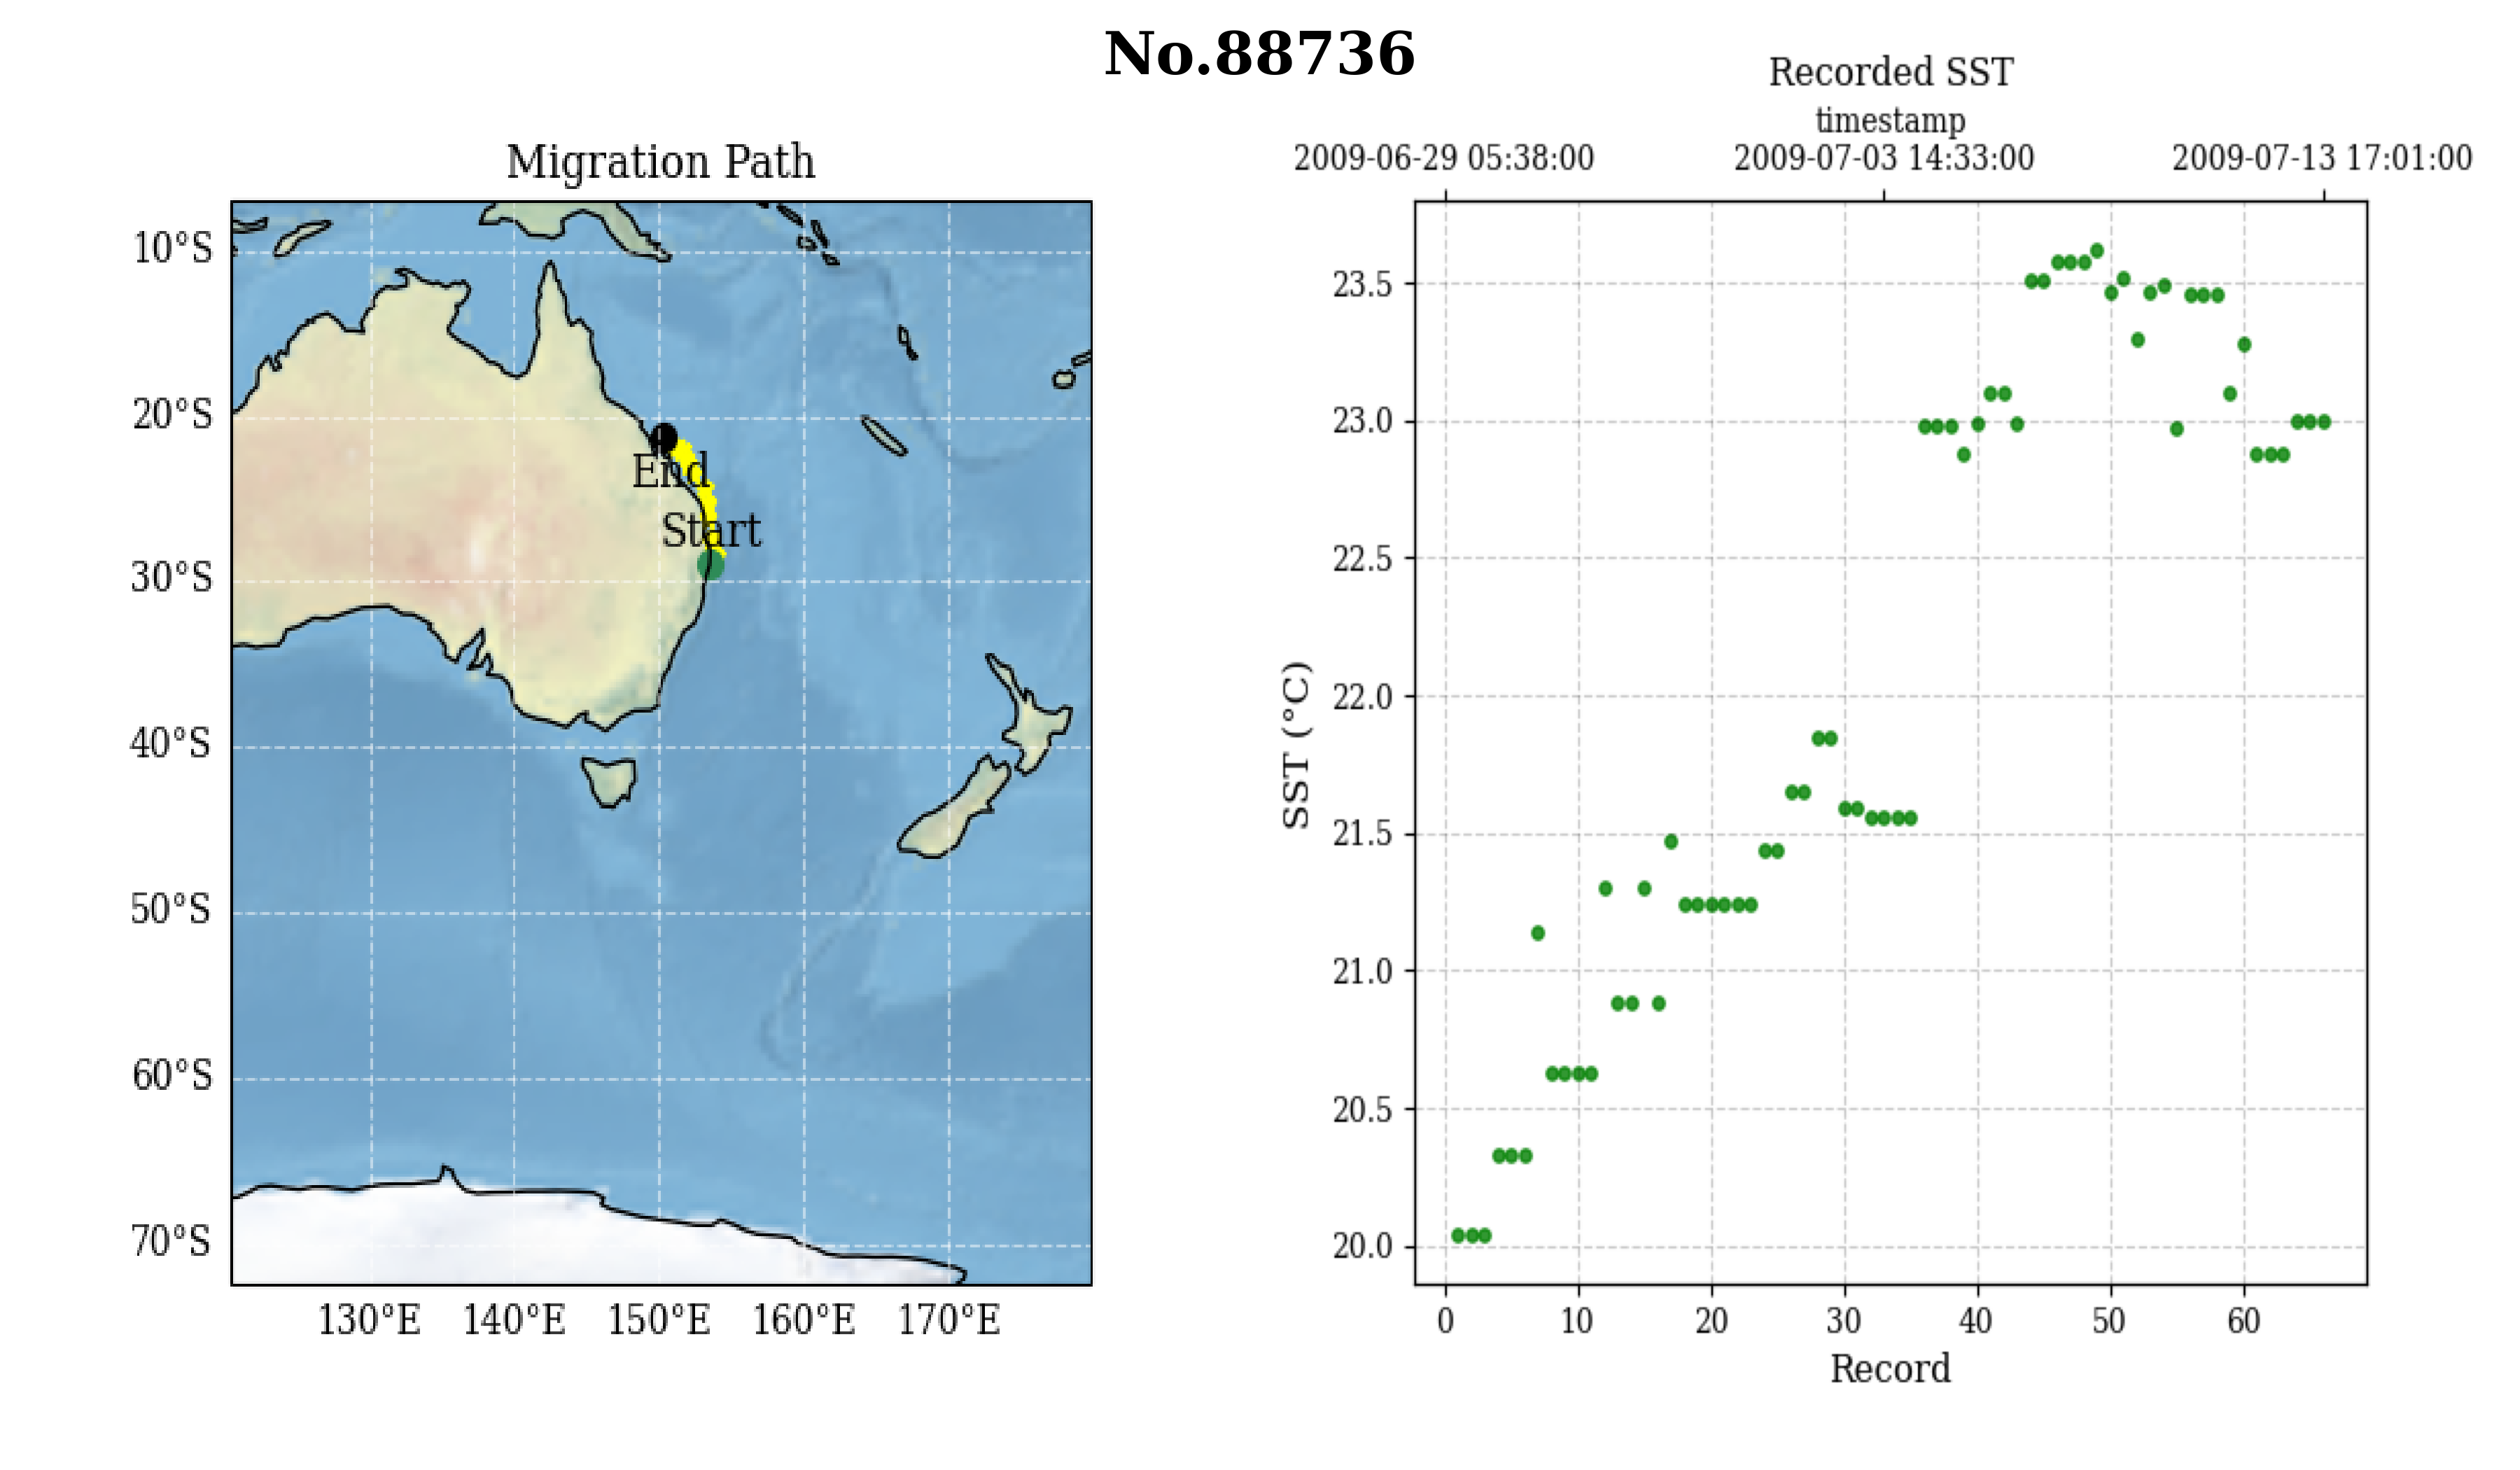 No.88736
Migration Path
10°S
20°S
30°S
40°S
50°S
60°S
70°S
End
Start
130°E 140°E 150°E 160°E 170°E
Recorded SST
timestamp
2009-06-29 05:38:00 2009-07-03 14:33:00 2009-07-13 17:01:00
SST (°C)
23.5
23.0
22.5
22.0
21.5
21.0
20.5
20.0
0 10 20 30 40 50 60
Record